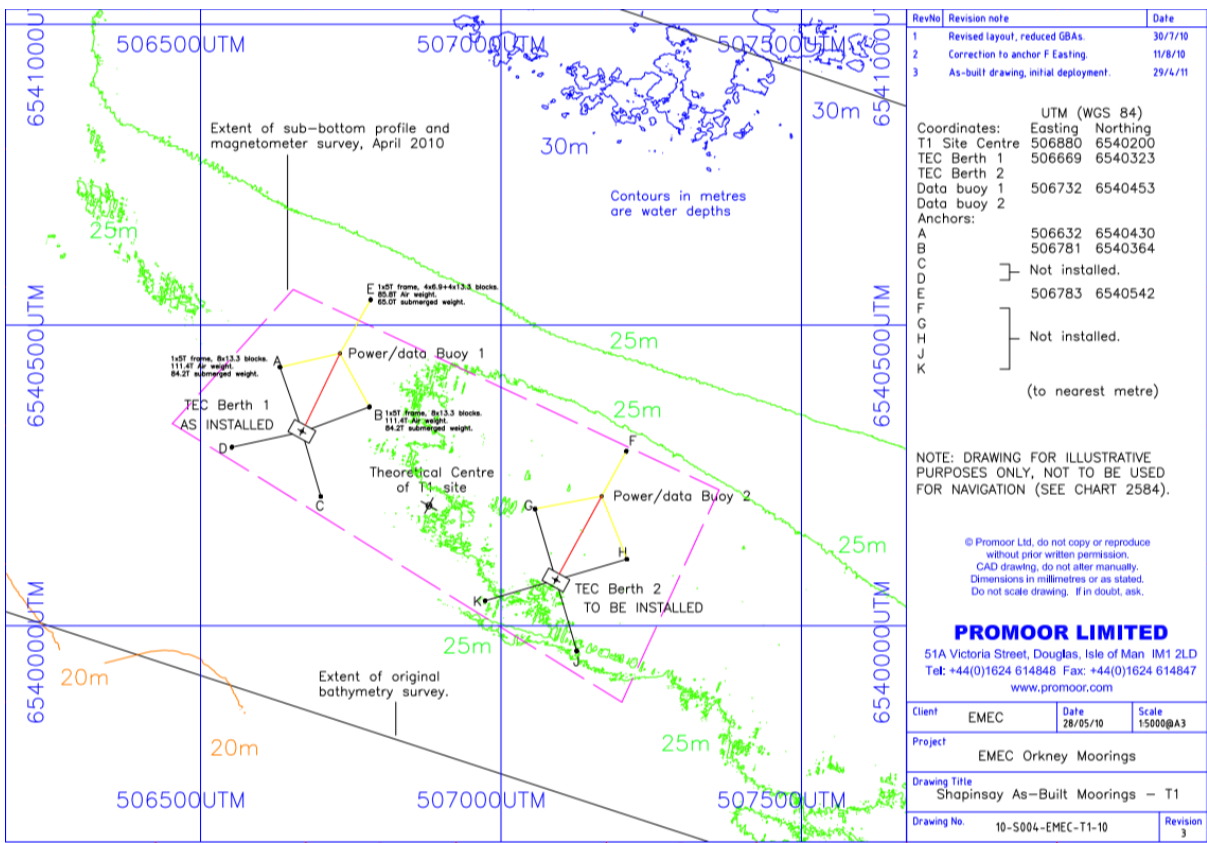 506500UTM
507000UTM
507500UTM
6541000UTM
6541000UTM
30m
30m
Extent of sub-bottom profile and
magnetometer survey, April 2010
Contours in metres
are water depths
25m
E 1x5T frame, 4x6.9+4x13.3 blocks.
85.8T Air weight.
65.0T submerged weight.
6540500UTM
6540500UTM
25m
1x5T frame, 8x13.3 blocks.
111.4T Air weight.
84.2T submerged weight.
A
Power/data Buoy 1
TEC Berth 1
AS INSTALLED
B 1x5T frame, 8x13.3 blocks.
111.4T Air weight.
84.2T submerged weight.
25m
D
C
F
Theoretical Centre
of T1 site
Power/data Buoy 2
G
25m
H
K
TEC Berth 2
TO BE INSTALLED
6540000UTM
6540000UTM
25m
J
20m
Extent of original
bathymetry survey.
20m
25m
506500UTM
507000UTM
507500UTM
RevNo Revision note Date
1 Revised layout, reduced GBAs. 30/7/10
2 Correction to anchor F Easting. 11/8/10
3 As-built drawing, initial deployment. 29/4/11
UTM (WGS 84)
Coordinates: Easting Northing
T1 Site Centre 506880 6540200
TEC Berth 1 506669 6540323
TEC Berth 2
Data buoy 1 506732 6540453
Data buoy 2
Anchors:
A 506632 6540430
B 506781 6540364
C
D
Not installed.
E 506783 6540542
F
G
H
J
K
Not installed.
(to nearest metre)
NOTE: DRAWING FOR ILLUSTRATIVE
PURPOSES ONLY, NOT TO BE USED
FOR NAVIGATION (SEE CHART 2584).
© Promoor Ltd, do not copy or reproduce
without prior written permission.
CAD drawing, do not alter manually.
Dimensions in millimetres or as stated.
Do not scale drawing. If in doubt, ask.
PROMOOR LIMITED
51A Victoria Street, Douglas, Isle of Man IM1 2LD
Tel: +44(0)1624 614848 Fax: +44(0)1624 614847
www.promoor.com
Client EMEC
Date 28/05/10
Scale 1:5000@A3
Project
EMEC Orkney Moorings
Drawing Title
Shapinsay As-Built Moorings - T1
Drawing No. 10-S004-EMEC-T1-10
Revision 3